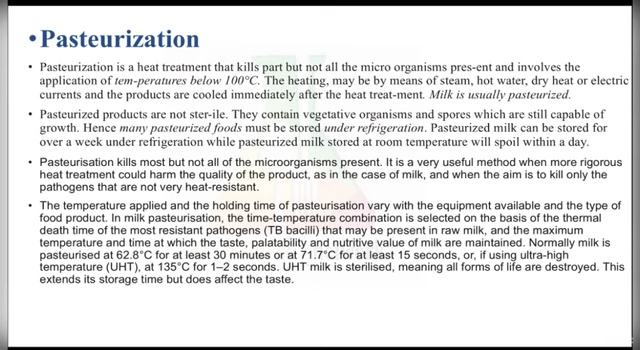 •Pasteurization
• Pasteurization is a heat treatment that kills part but not all the micro organisms pres-ent and involves the
application of tem-peratures below 100°C. The heating, may be by means of steam, hot water, dry heat or electric
currents and the products are cooled immediately after the heat treat-ment. Milk is usually pasteurized.
• Pasteurized products are not ster-ile. They contain vegetative organisms and spores which are still capable of
growth. Hence many pasteurized foods must be stored under refrigeration. Pasteurized milk can be stored for
over a week under refrigeration while pasteurized milk stored at room temperature will spoil within a day.
• Pasteurisation kills most but not all of the microorganisms present. It is a very useful method when more rigorous
heat treatment could harm the quality of the product, as in the case of milk, and when the aim is to kill only the
pathogens that are not very heat-resistant.
• The temperature applied and the holding time of pasteurisation vary with the equipment available and the type of
food product. In milk pasteurisation, the time-temperature combination is selected on the basis of the thermal
death time of the most resistant pathogens (TB bacilli) that may be present in raw milk, and the maximum
temperature and time at which the taste, palatability and nutritive value of milk are maintained. Normally milk is
pasteurised at 62.8°C for at least 30 minutes or at 71.7°C for at least 15 seconds, or, if using ultra-high
temperature (UHT), at 135°C for 1–2 seconds. UHT milk is sterilised, meaning all forms of life are destroyed. This
extends its storage time but does affect the taste.